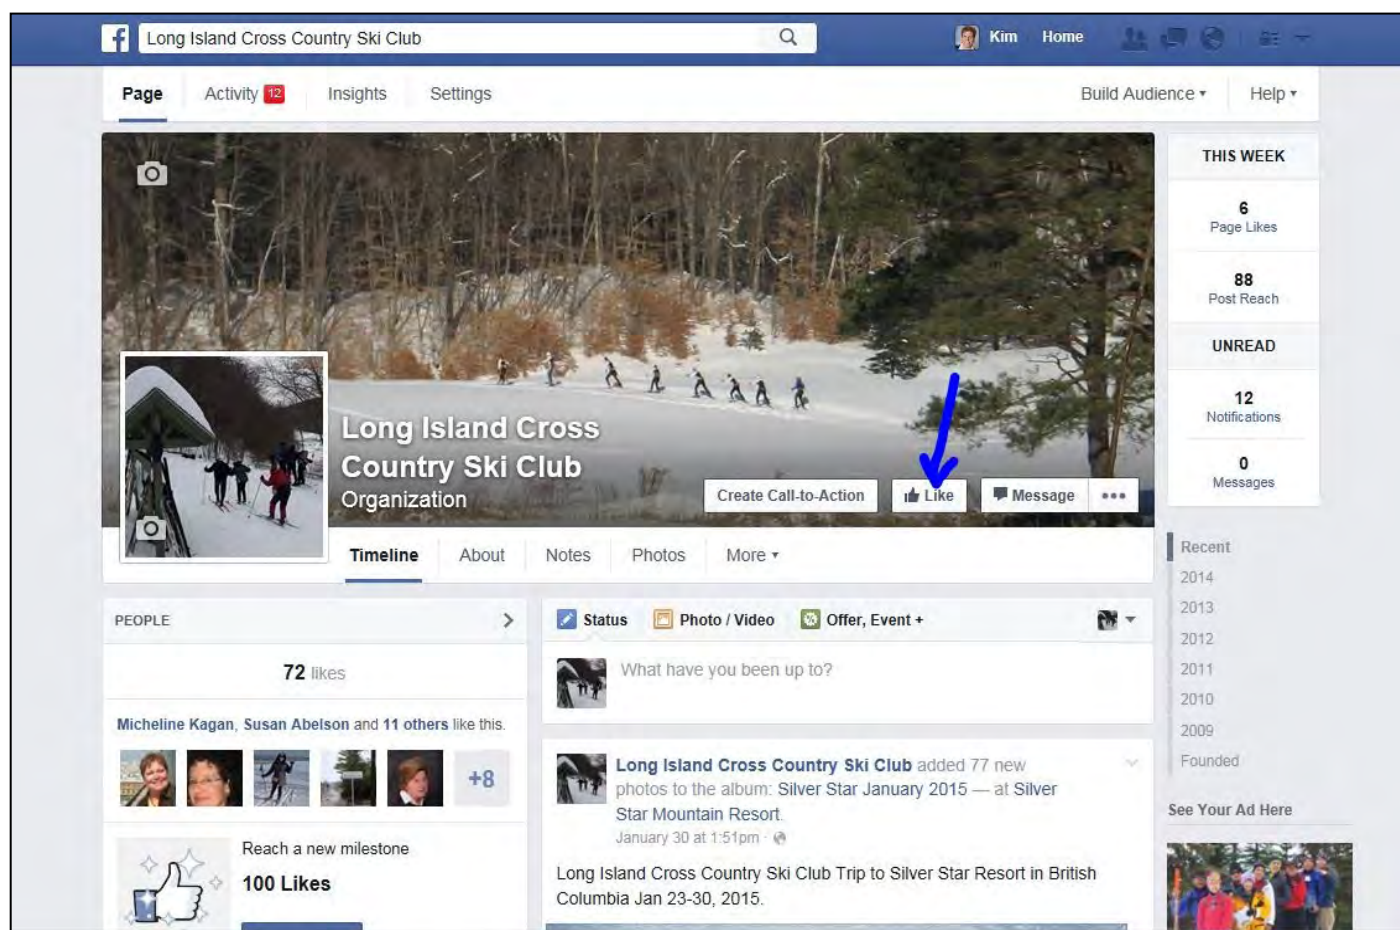 Long Island Cross Country Ski Club
Kim Home
Page Activity 12 Insights Settings
Build Audience Help
THIS WEEK
6
Page Likes
88
Post Reach
UNREAD
12
Notifications
0
Messages
Long Island Cross
Country Ski Club
Organization
Create Call-to-Action Like Message
Timeline About Notes Photos More
Recent
2014
2013
2012
2011
2010
2009
Founded
See Your Ad Here
PEOPLE
72 likes
Micheline Kagan, Susan Abelson and 11 others like this.
+8
Reach a new milestone
100 Likes
Status Photo / Video Offer, Event +
What have you been up to?
Long Island Cross Country Ski Club added 77 new
photos to the album: Silver Star January 2015 — at Silver
Star Mountain Resort.
January 30 at 1:51pm ·
Long Island Cross Country Ski Club Trip to Silver Star Resort in British
Columbia Jan 23-30, 2015.